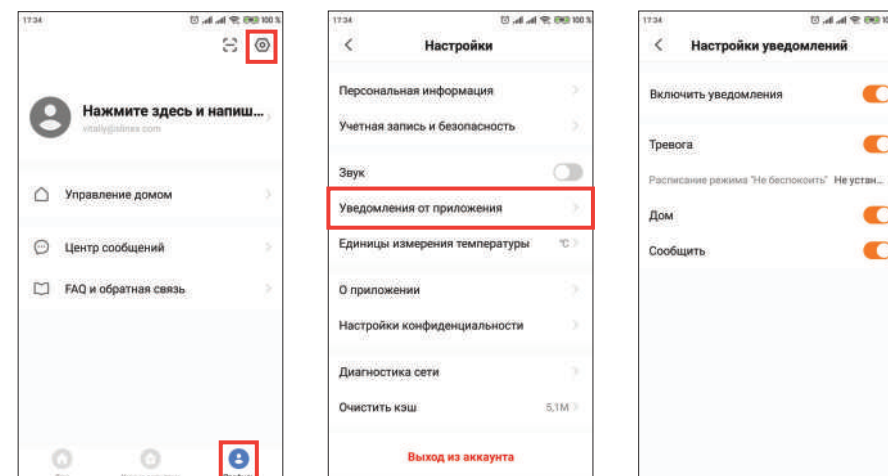 17:34
100 %
Нажмите здесь и напиш...
Управление домом
Центр сообщений
FAQ и обратная связь
17:34
100 %
Настройки
Персональная информация
Учетная запись и безопасность
Звук
Уведомления от приложения
Единицы измерения температуры °C
О приложении
Настройки конфиденциальности
Диагностика сети
Очистить кэш 5,1M
Выход из аккаунта
17:34
Настройки уведомлений
Включить уведомления
Тревога
Расписание режима "Не беспокоить" Не устан...
Дом
Сообщить